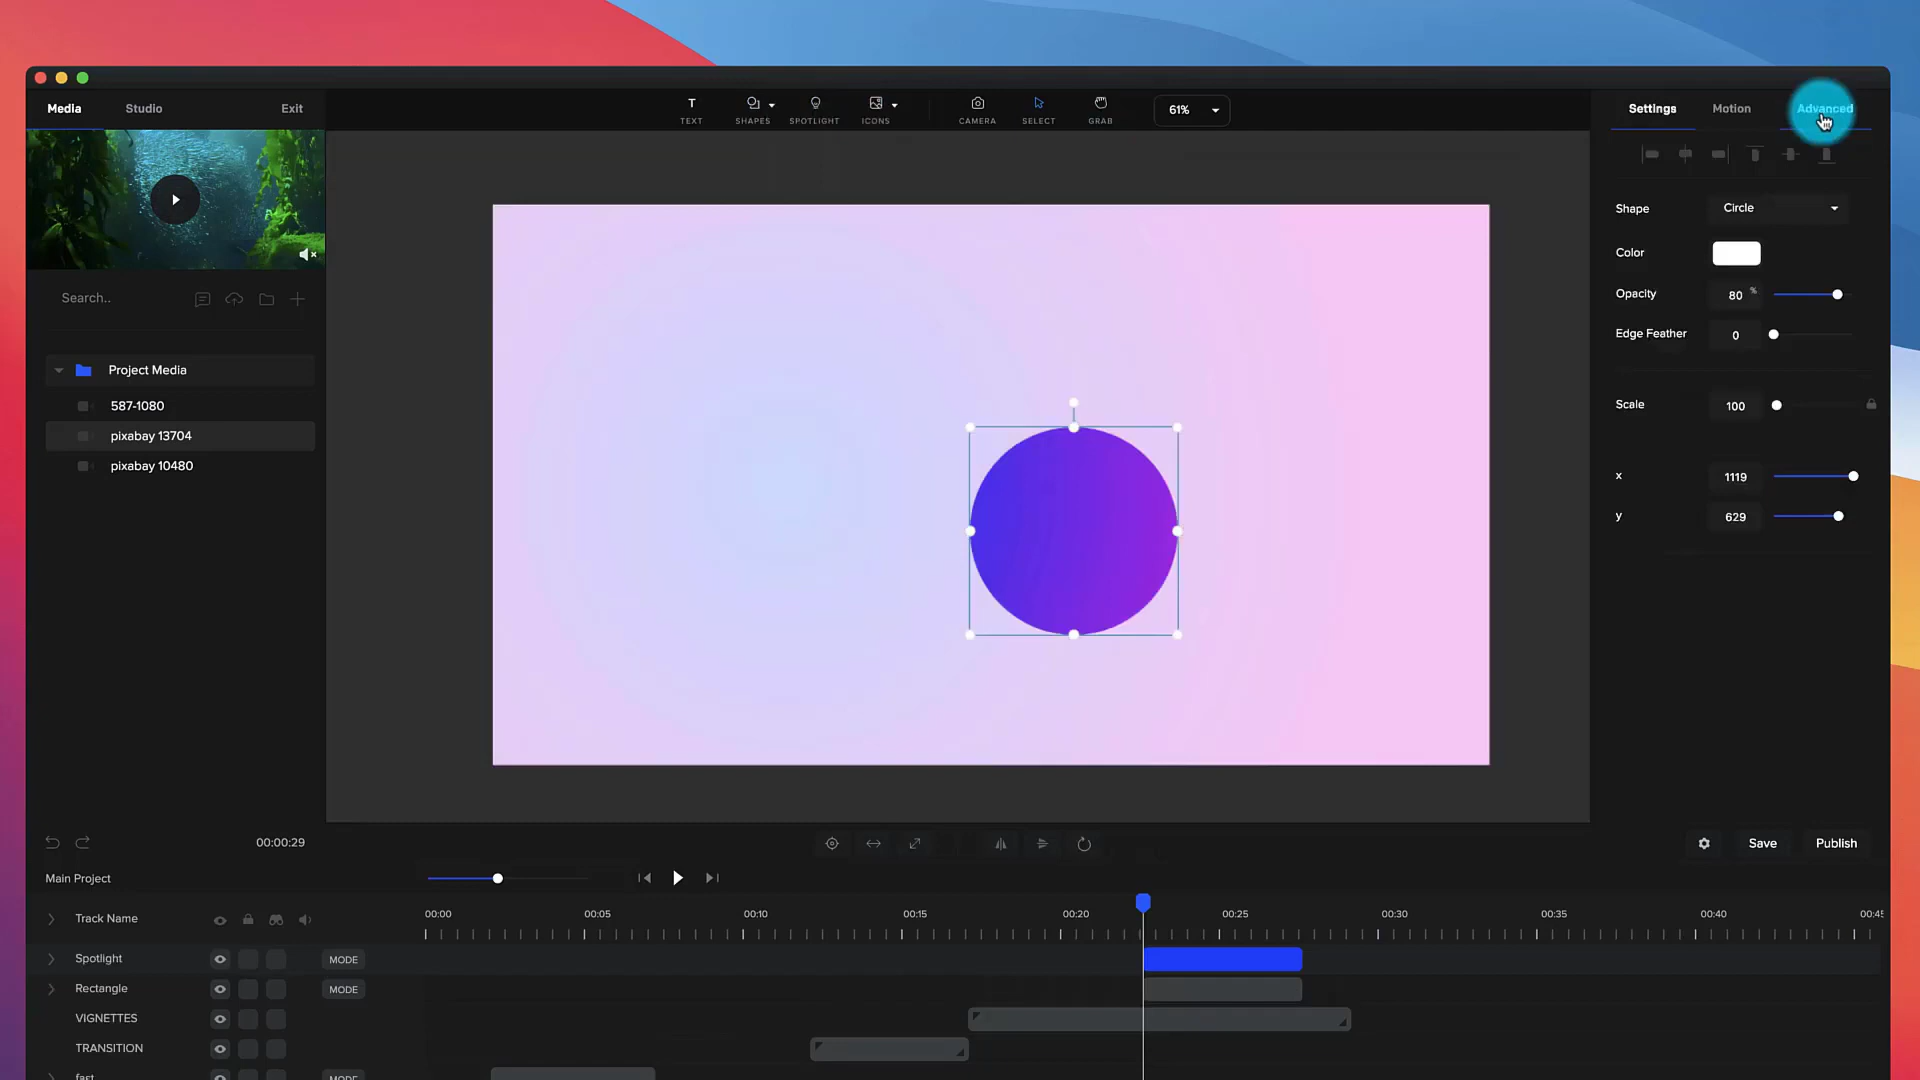 Media Studio Exit
T TEXT SHAPES SPOTLIGHT ICONS CAMERA SELECT GRAB 61%
Settings Motion Advanced
Search..
Project Media
587-1080
pixabay 13704
pixabay 10480
Shape Circle
Color
Opacity 80 %
Edge Feather 0
Scale 100
x 1119
y 629
00:00:29
Save Publish
Main Project
Track Name
00:00 00:05 00:10 00:15 00:20 00:25 00:30 00:35 00:40 00:45
Spotlight MODE
Rectangle MODE
VIGNETTES
TRANSITION
fast MODE